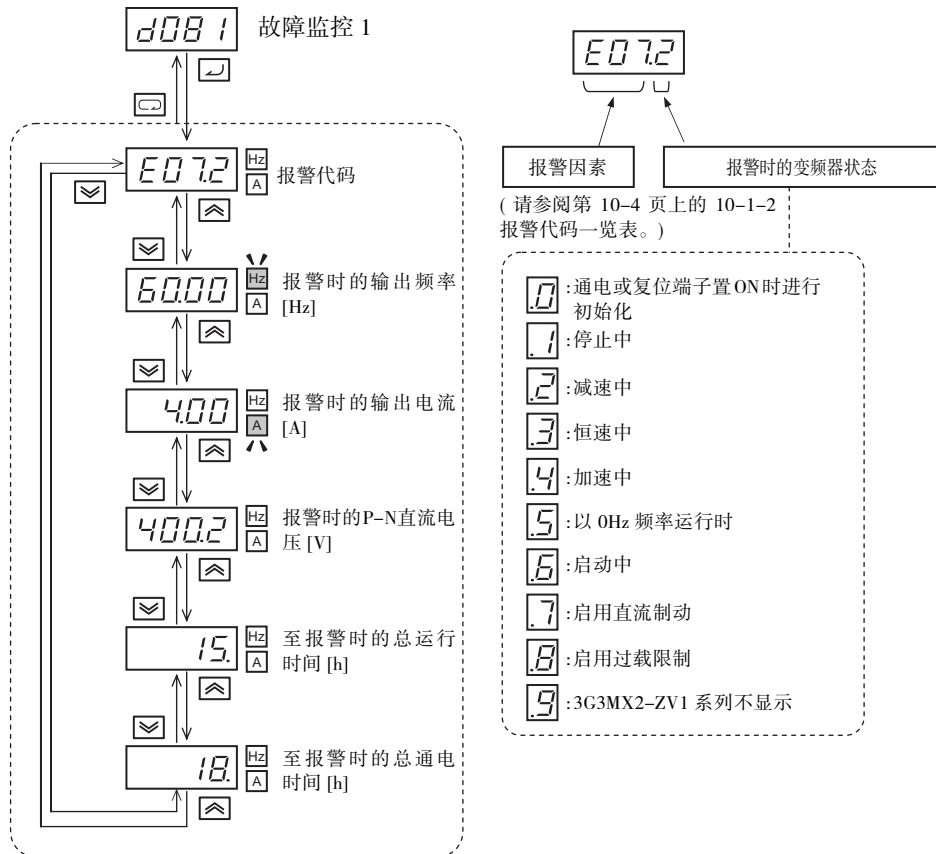 d081 故障监控 1
E07.2 Hz A 报警代码
60.00 Hz A 报警时的输出频率
[Hz]
4.00 Hz A 报警时的输出电流
[A]
400.2 Hz A 报警时的P-N直流电
压 [V]
15. Hz A 至报警时的总运行
时间 [h]
18. Hz A 至报警时的总通电
时间 [h]
E07.2
报警因素
报警时的变频器状态
( 请参阅第 10-4 页上的 10-1-2
报警代码一览表。)
.0 :通电或复位端子置ON时进行
初始化
.1 :停止中
.2 :减速中
.3 :恒速中
.4 :加速中
.5 :以 0Hz 频率运行时
.6 :启动中
.7 :启用直流制动
.8 :启用过载限制
.9 :3G3MX2-ZV1 系列不显示